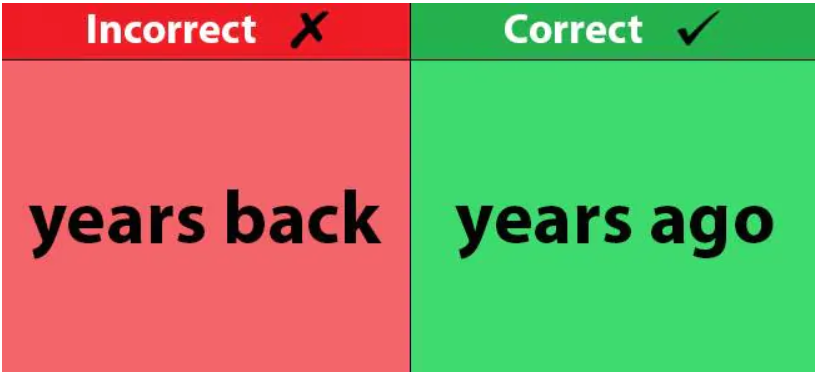 Incorrect ✗
Correct ✓
years back
years ago